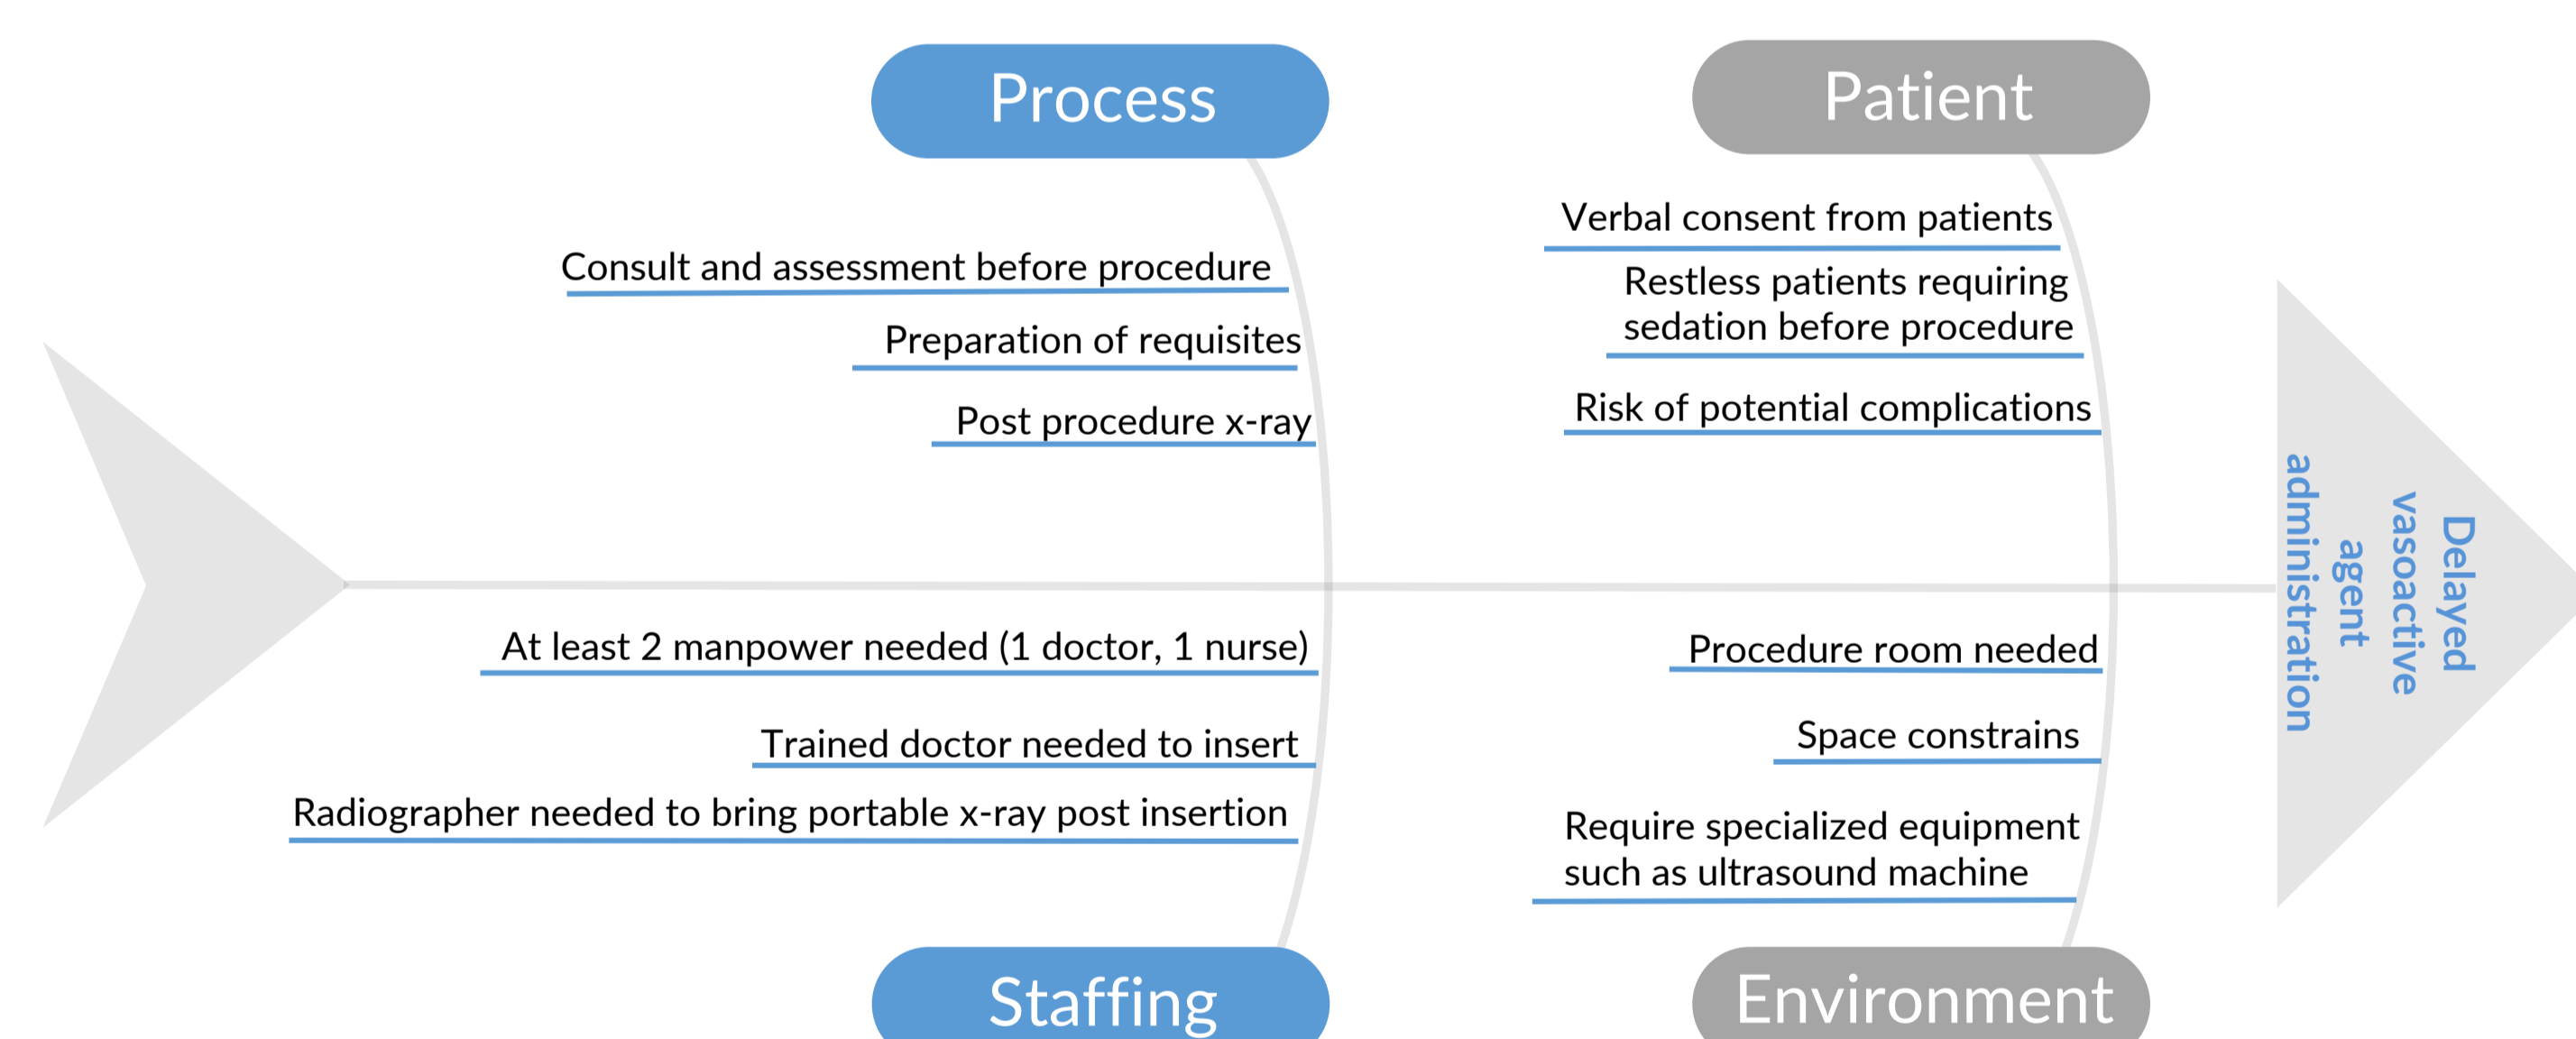 Process
Consult and assessment before procedure
Preparation of requisites
Post procedure x-ray
Patient
Verbal consent from patients
Restless patients requiring
sedation before procedure
Risk of potential complications
At least 2 manpower needed (1 doctor, 1 nurse)
Trained doctor needed to insert
Radiographer needed to bring portable x-ray post insertion
Staffing
Procedure room needed
Space constrains
Require specialized equipment
such as ultrasound machine
Environment
Delayed
vasoactive
agent
administration